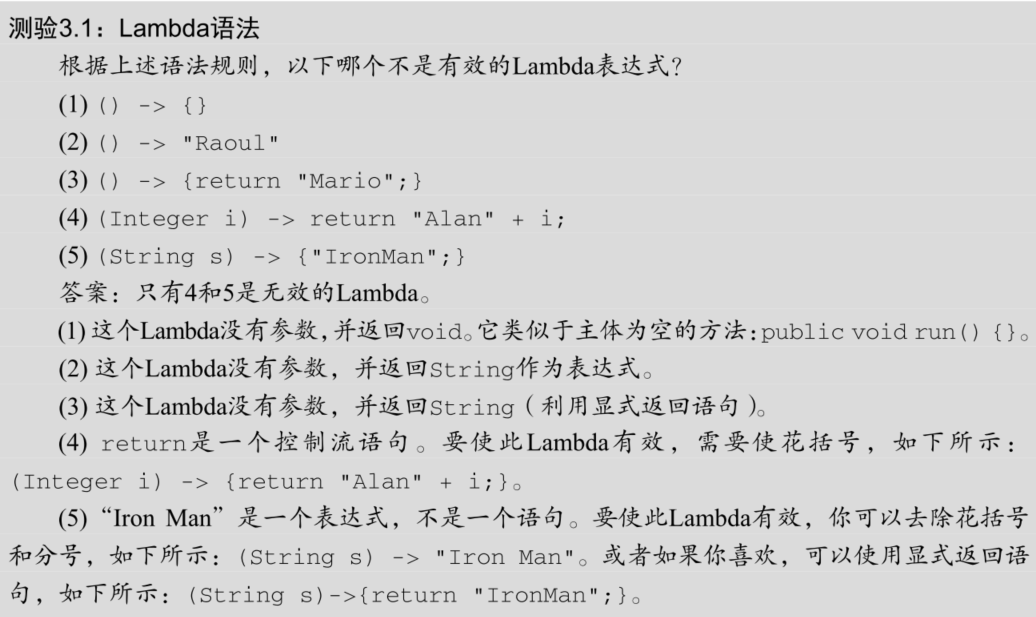 测验3.1：Lambda语法
根据上述语法规则，以下哪个不是有效的Lambda表达式？
(1) () -> {}
(2) () -> "Raoul"
(3) () -> {return "Mario";}
(4) (Integer i) -> return "Alan" + i;
(5) (String s) -> {"IronMan";}
答案：只有4和5是无效的Lambda。
(1) 这个Lambda没有参数，并返回void。它类似于主体为空的方法：public void run() {}。
(2) 这个Lambda没有参数，并返回String作为表达式。
(3) 这个Lambda没有参数，并返回String（利用显式返回语句）。
(4) return是一个控制流语句。要使此Lambda有效，需要使花括号，如下所示：
(Integer i) -> {return "Alan" + i;}。
(5)“Iron Man”是一个表达式，不是一个语句。要使此Lambda有效，你可以去除花括号
和分号，如下所示：(String s) -> "Iron Man"。或者如果你喜欢，可以使用显式返回语
句，如下所示：(String s)->{return "IronMan";}。